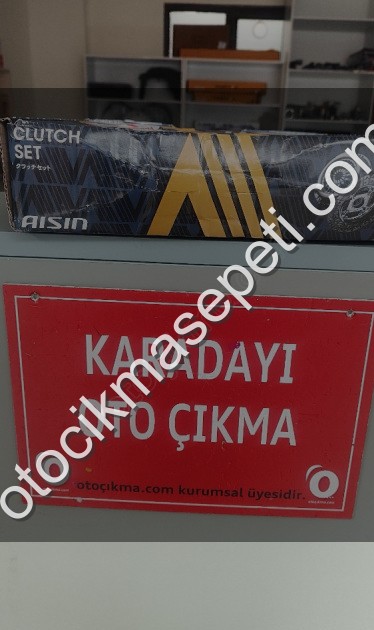 CLUTCH
SET
クラッチセット
AISIN
KARADAYI
OTO ÇIKMA
otoçıkma.com kurumsal üyesidir.
otocikmasepeti.com